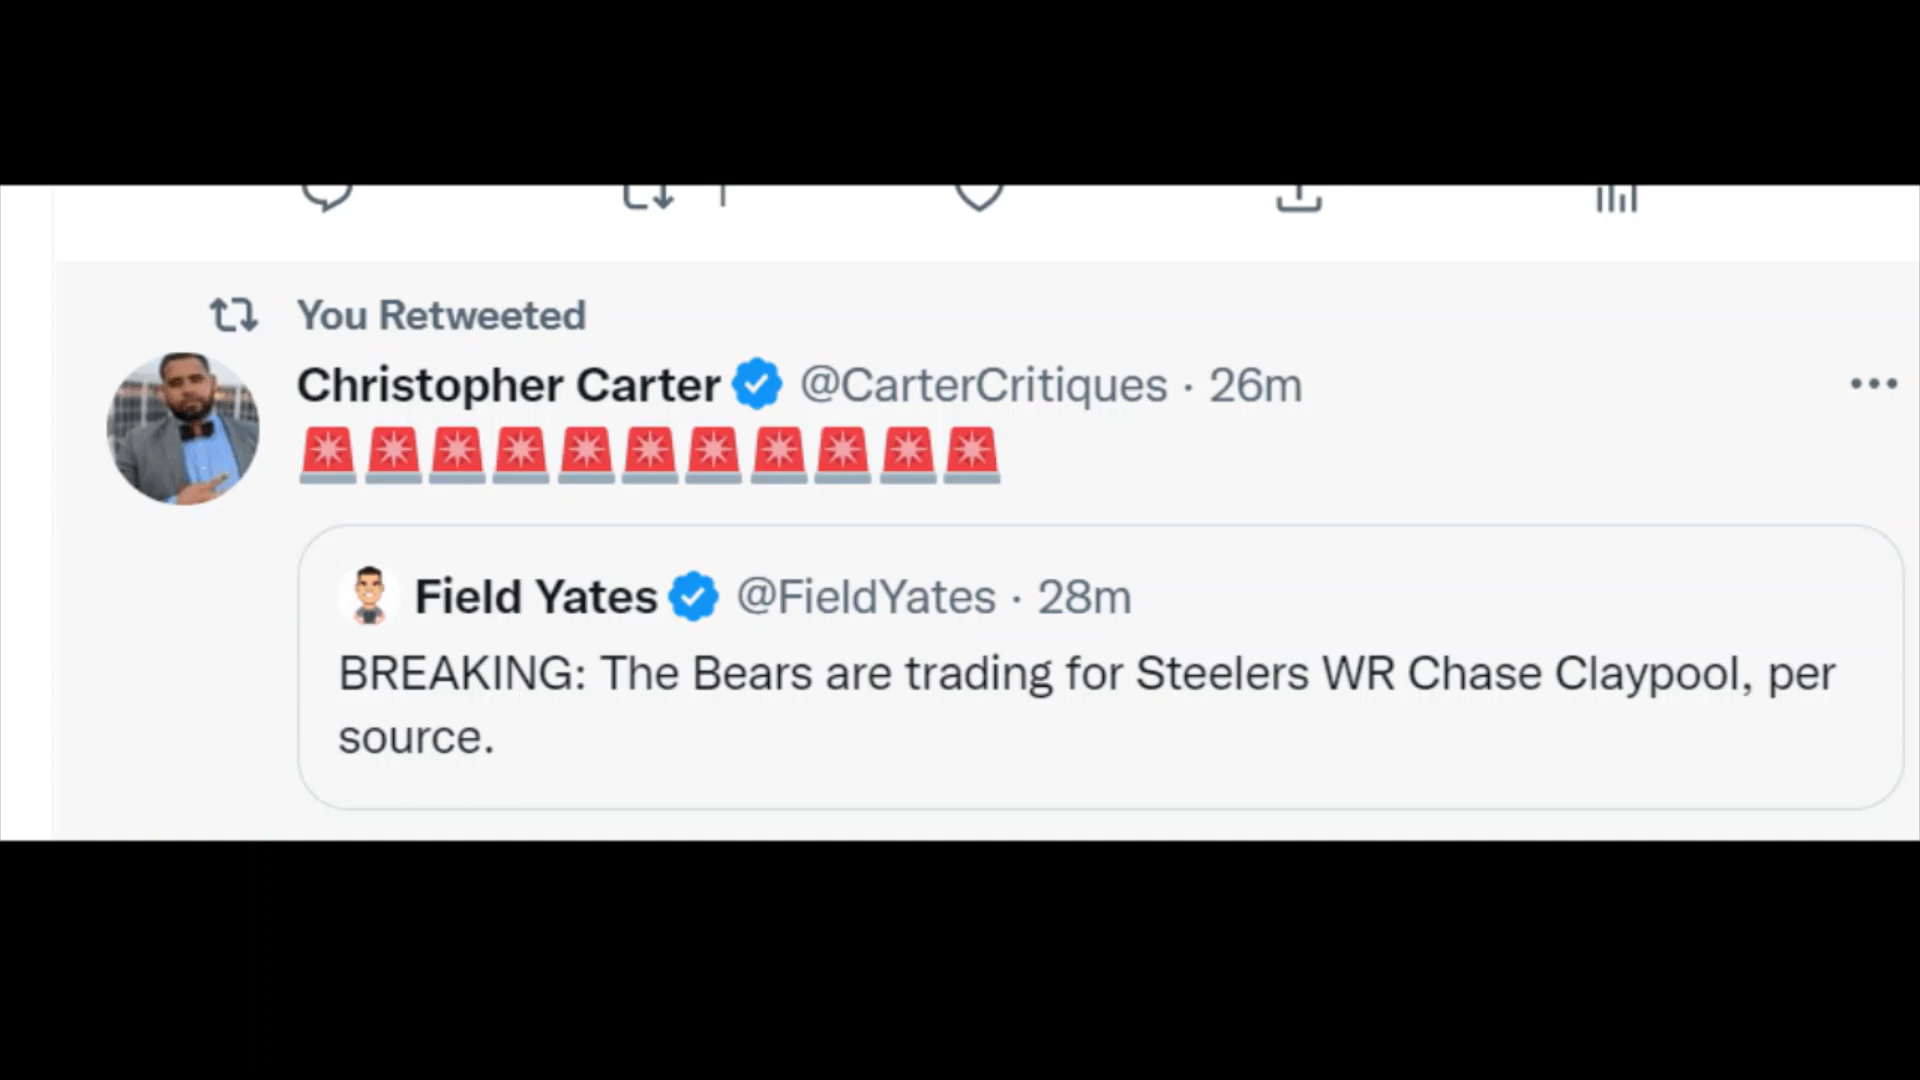 You Retweeted
Christopher Carter @CarterCritiques · 26m
🚨🚨🚨🚨🚨🚨🚨🚨🚨🚨🚨
Field Yates @FieldYates · 28m
BREAKING: The Bears are trading for Steelers WR Chase Claypool, per
source.